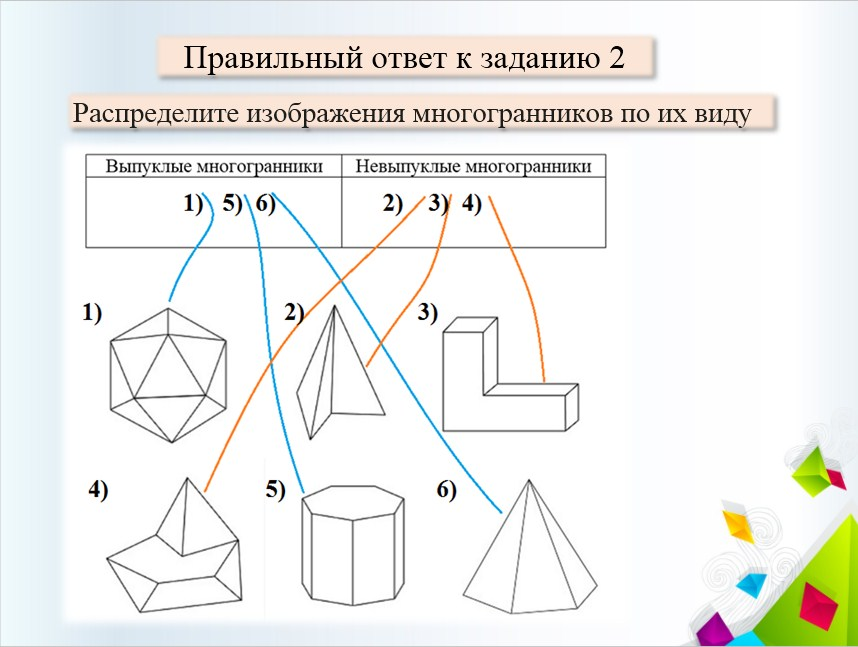 Правильный ответ к заданию 2
Распределите изображения многогранников по их виду
Выпуклые многогранники Невыпуклые многогранники
1) 5) 6) 2) 3) 4)
1) 2) 3)
4) 5) 6)